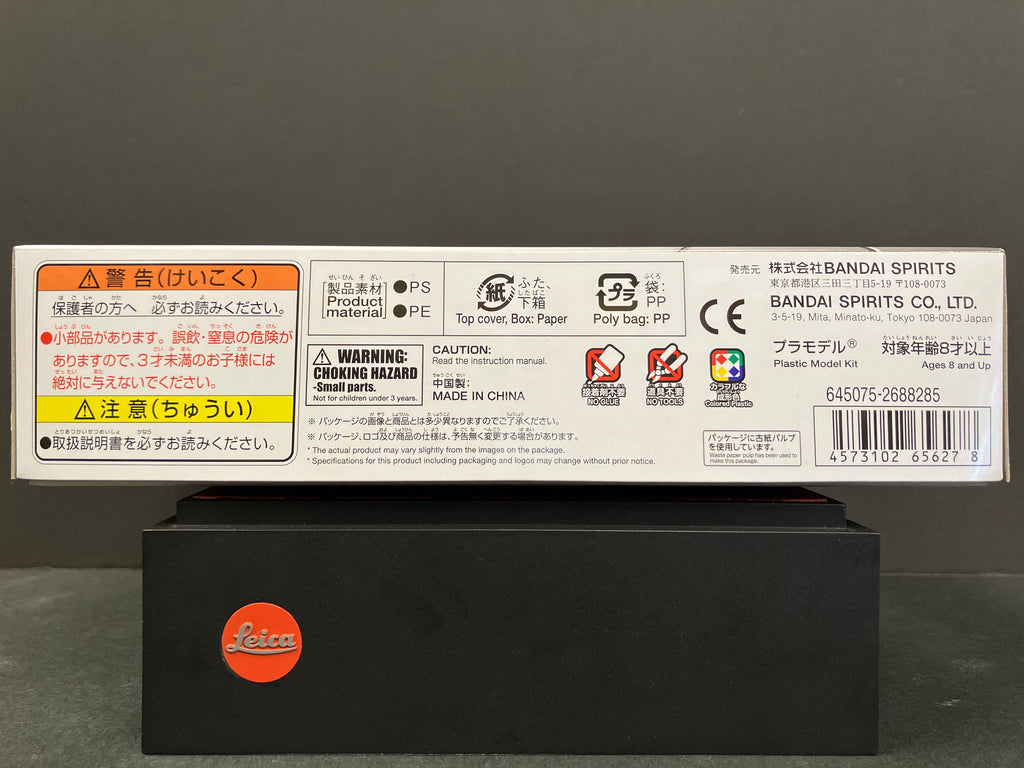 警告(けいこく)
保護者の方へ 必ずお読みください。
●小部品があります。誤飲・窒息の危険が
ありますので、3才未満のお子様には
絶対に与えないでください。
注意(ちゅうい)
●取扱説明書を必ずお読みください。
製品素材
Product material
●PS
●PE
紙
ふた、
下箱
Top cover, Box: Paper
プラ
袋:
PP
Poly bag: PP
WARNING:
CHOKING HAZARD
-Small parts.
Not for children under 3 years.
CAUTION:
Read the instruction manual.
中国製:
MADE IN CHINA
接着剤不要
NO GLUE
道具不要
NO TOOLS
カラフルな
成形色
Colored Plastic
※ パッケージの画像と商品とは多少異なりますのでご了承ください。
※ パッケージ、ロゴ及び商品の仕様は、予告無く変更する場合があります。
* The actual product may vary slightly from the images on the package.
* Specifications for this product including packaging and logos may change without prior notice.
CE
発売元 株式会社BANDAI SPIRITS
東京都港区三田三丁目5-19 〒108-0073
BANDAI SPIRITS CO., LTD.
3-5-19, Mita, Minato-ku, Tokyo 108-0073 Japan
プラモデル®
Plastic Model Kit
対象年齢8才以上
Ages 8 and Up
645075-2688285
パッケージに古紙パルプ
を使用しています。
Waste paper pulp has been used to
make this package.
4573102 65627 8
Leica